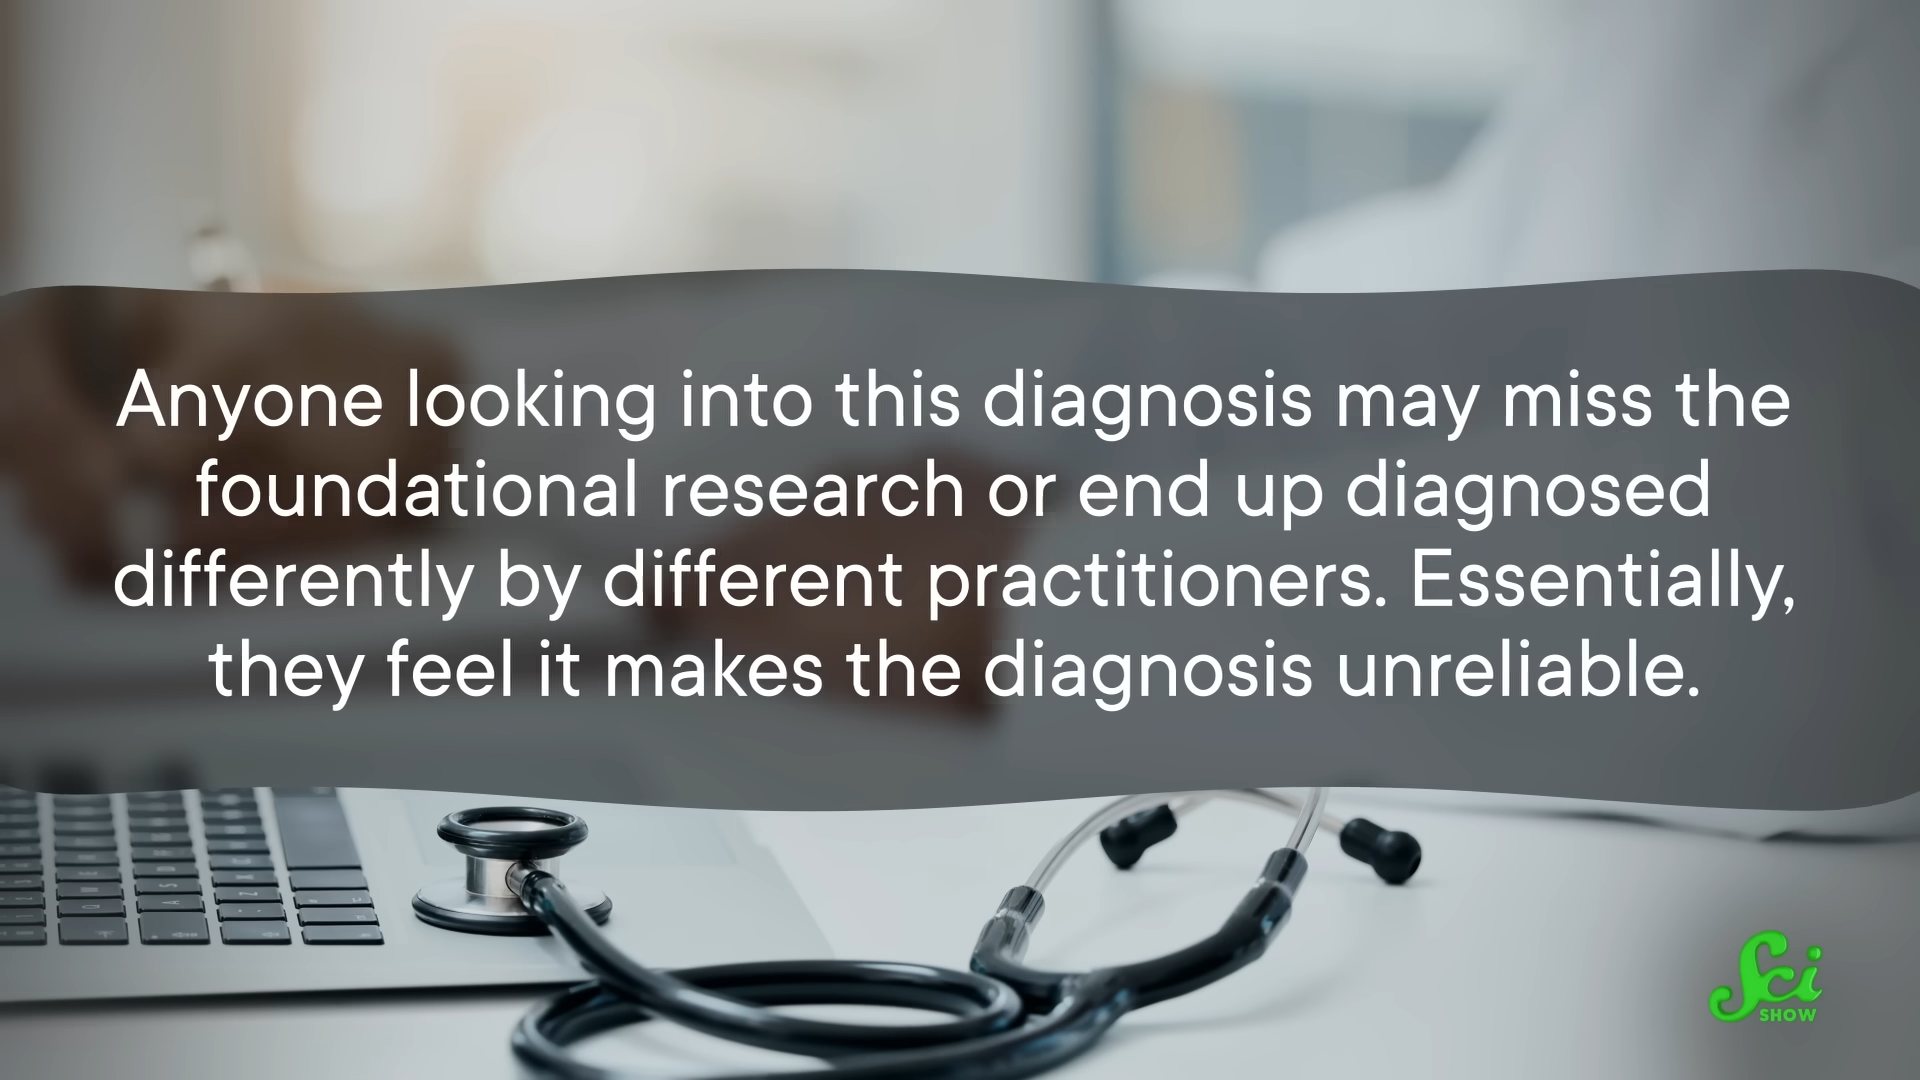 Anyone looking into this diagnosis may miss the
foundational research or end up diagnosed
differently by different practitioners. Essentially,
they feel it makes the diagnosis unreliable.
Sci
SHOW